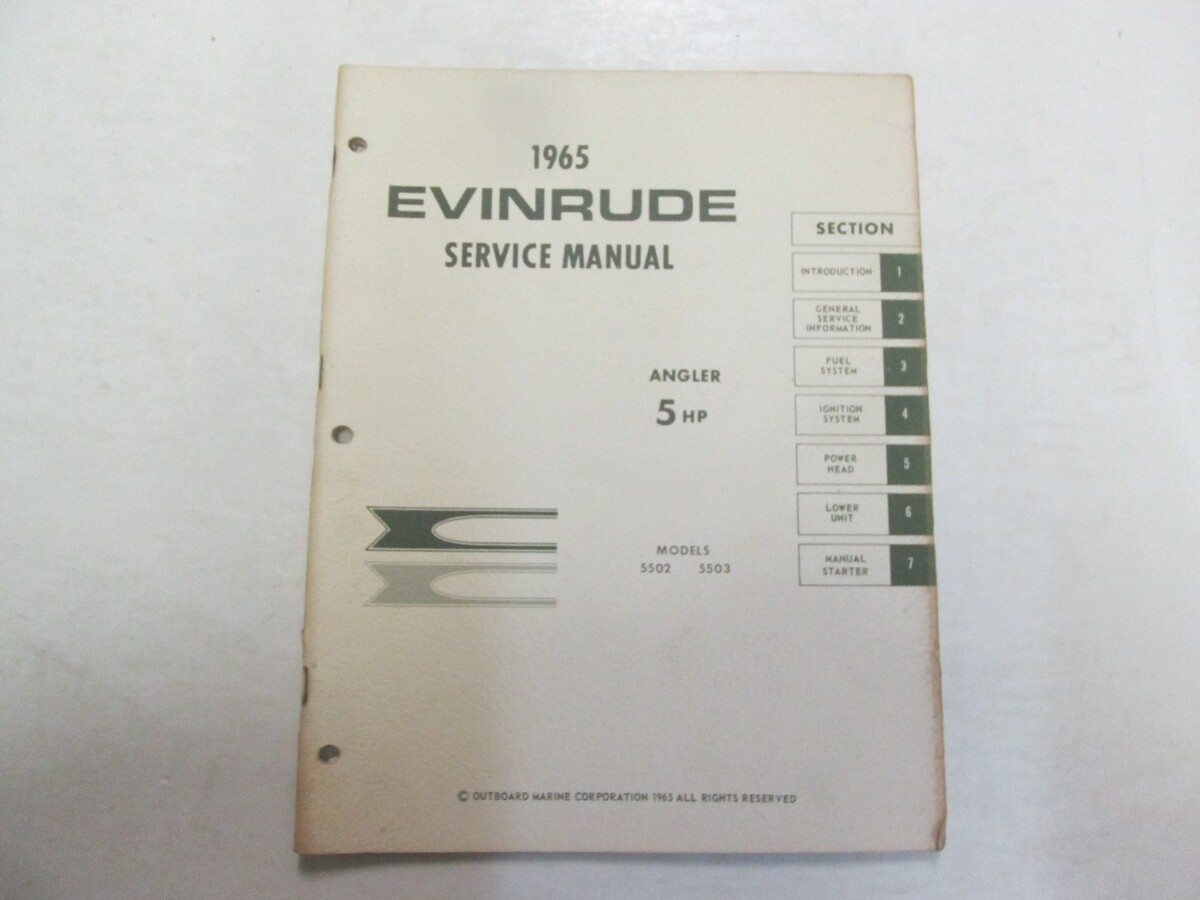 1965
EVINRUDE
SERVICE MANUAL
ANGLER
5 HP
MODELS
5502 5503
SECTION
INTRODUCTION 1
GENERAL
SERVICE 2
INFORMATION
FUEL
SYSTEM 3
IGNITION
SYSTEM 4
POWER
HEAD 5
LOWER
UNIT 6
MANUAL
STARTER 7
© OUTBOARD MARINE CORPORATION 1965 ALL RIGHTS RESERVED